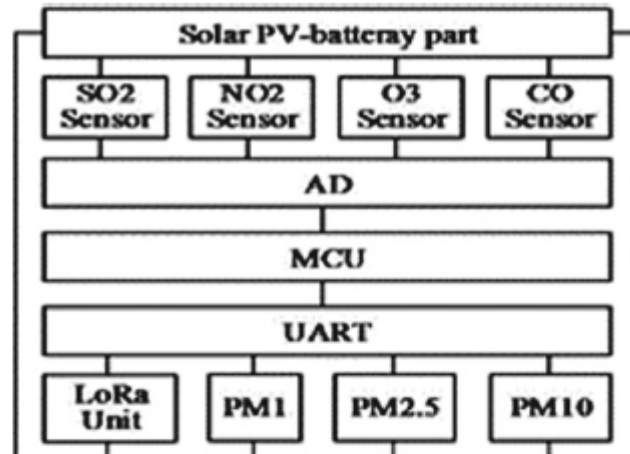 Solar PV-batteray part
SO2
Sensor
NO2
Sensor
O3
Sensor
CO
Sensor
AD
MCU
UART
LoRa
Unit
PM1
PM2.5
PM10